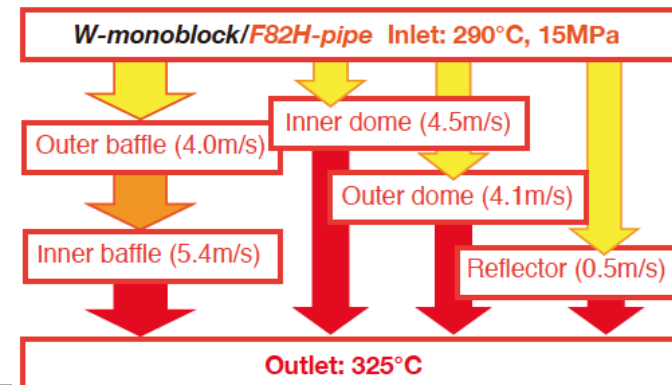 W-monoblock/F82H-pipe Inlet: 290°C, 15MPa
Inner dome (4.5m/s)
Outer baffle (4.0m/s)
Outer dome (4.1m/s)
Inner baffle (5.4m/s)
Reflector (0.5m/s)
Outlet: 325°C